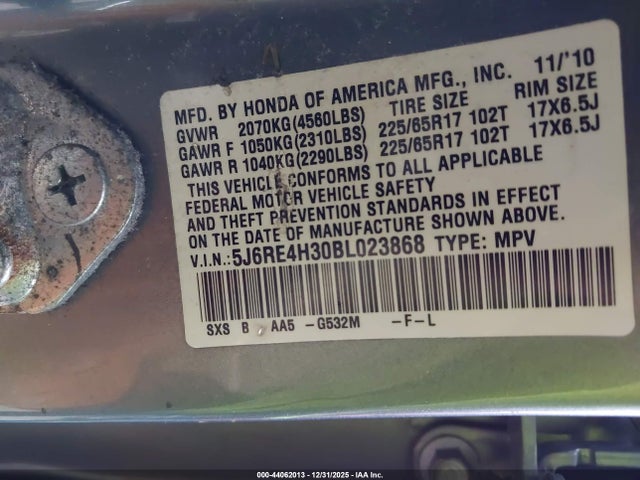 MFD. BY HONDA OF AMERICA MFG., INC. 11/'10
GVWR 2070KG(4560LBS) TIRE SIZE RIM SIZE
GAWR F 1050KG(2310LBS) 225/65R17 102T 17X6.5J
GAWR R 1040KG(2290LBS) 225/65R17 102T 17X6.5J
THIS VEHICLE CONFORMS TO ALL APPLICABLE
FEDERAL MOTOR VEHICLE SAFETY
AND THEFT PREVENTION STANDARDS IN EFFECT
ON THE DATE OF MANUFACTURE SHOWN ABOVE.
V.I.N.: 5J6RE4H30BL023868 TYPE: MPV
SXS B AA5 -G532M -F-L
000-44062013 - 12/31/2025 - IAA Inc.